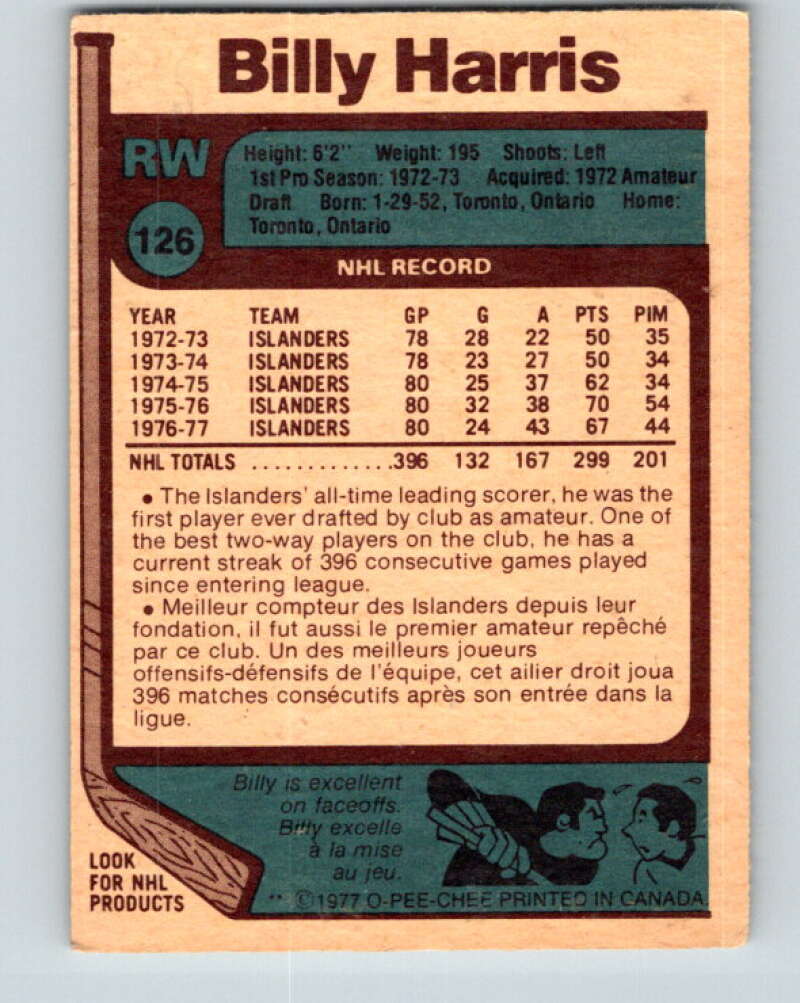 Billy Harris
RW
Height: 6'2" Weight: 195 Shoots: Left
1st Pro Season: 1972-73 Acquired: 1972 Amateur
Draft Born: 1-29-52, Toronto, Ontario Home:
Toronto, Ontario
126
NHL RECORD
YEAR TEAM GP G A PTS PIM
1972-73 ISLANDERS 78 28 22 50 35
1973-74 ISLANDERS 78 23 27 50 34
1974-75 ISLANDERS 80 25 37 62 34
1975-76 ISLANDERS 80 32 38 70 54
1976-77 ISLANDERS 80 24 43 67 44
NHL TOTALS .............396 132 167 299 201
• The Islanders' all-time leading scorer, he was the
first player ever drafted by club as amateur. One of
the best two-way players on the club, he has a
current streak of 396 consecutive games played
since entering league.
• Meilleur compteur des Islanders depuis leur
fondation, il fut aussi le premier amateur repêché
par ce club. Un des meilleurs joueurs
offensifs-défensifs de l'équipe, cet ailier droit joua
396 matches consécutifs après son entrée dans la
ligue.
Billy is excellent
on faceoffs.
Billy excelle
à la mise
au jeu.
LOOK
FOR NHL
PRODUCTS
** ©1977 O-PEE-CHEE PRINTED IN CANADA.